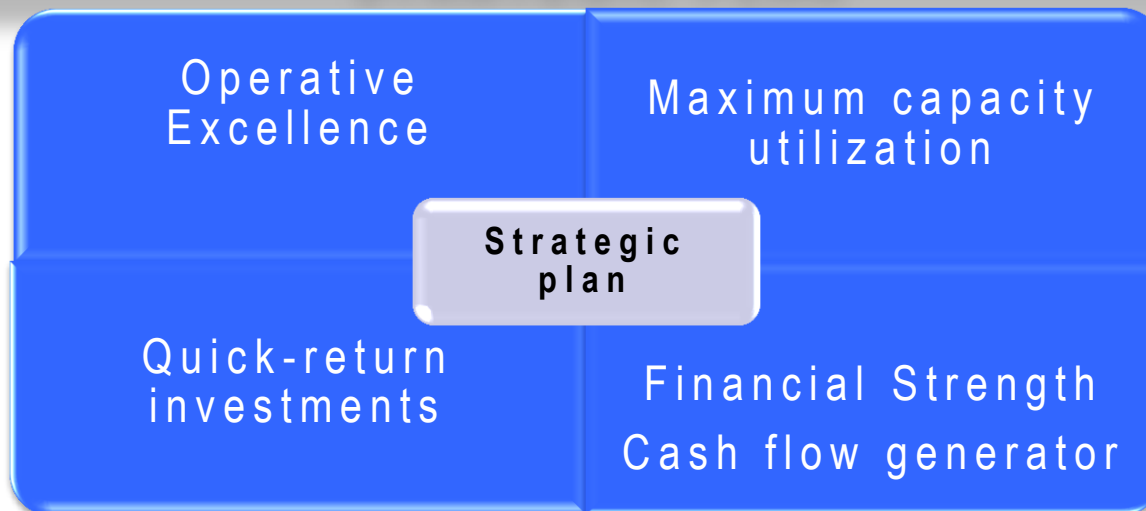 Operative
Excellence
Maximum capacity
utilization
Strategic
plan
Quick-return
investments
Financial Strength
Cash flow generator